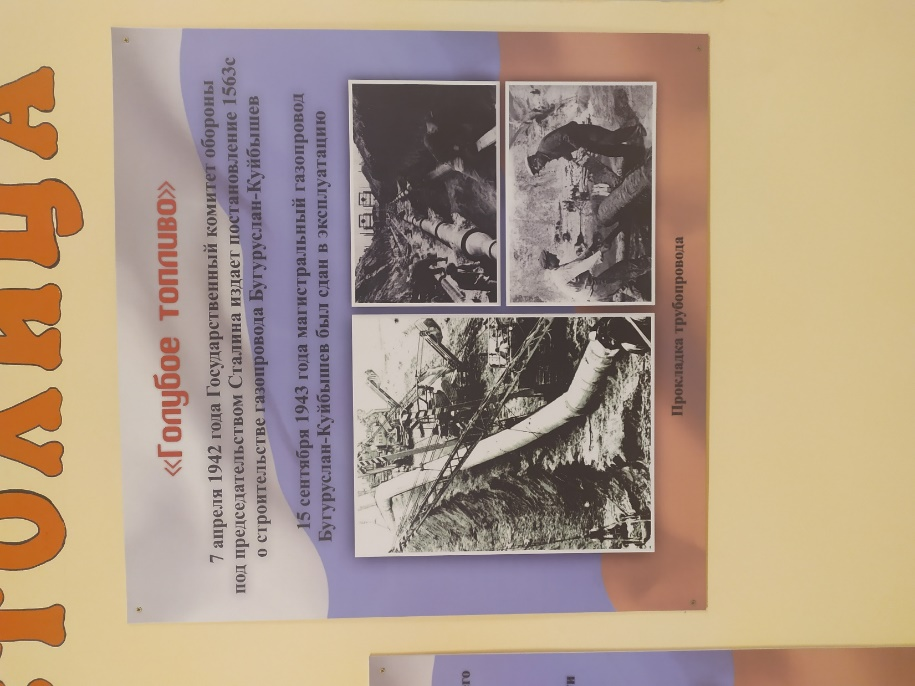 ТОЛИЦА
«Голубое топливо»
7 апреля 1942 года Государственный комитет обороны
под председательством Сталина издает постановление 1563с
о строительстве газопровода Бугуруслан-Куйбышев
15 сентября 1943 года магистральный газопровод
Бугуруслан-Куйбышев был сдан в эксплуатацию
Прокладка трубопровода